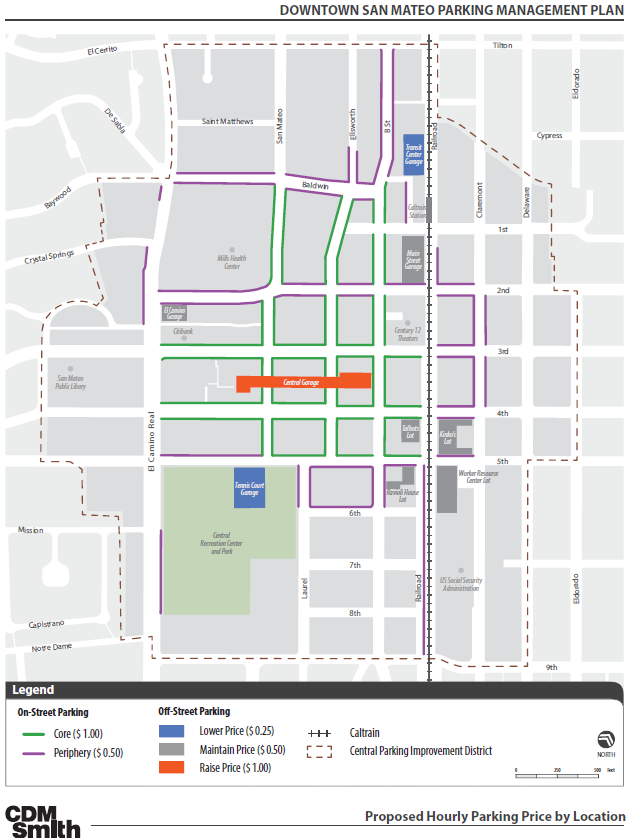 DOWNTOWN SAN MATEO PARKING MANAGEMENT PLAN
El Cerrito
Tilton
De Sabla
Eldorado
Saint Matthews
San Mateo
Ellsworth
B St
Railroad
Cypress
Transit
Center
Garage
Baldwin
Baywood
Claremont
Delaware
Caltrain
Station
1st
Crystal Springs
Mills Health
Center
Main
Street
Garage
2nd
El Camino
Garage
Citibank
Century 12
Theaters
3rd
San Mateo
Public Libary
Central Garage
4th
El Camino Real
Talbots
Lot
Kinko's
Lot
5th
Tennis Court
Garage
Ravioli House
Lot
Worker Resource
Center Lot
6th
Mission
Central
Recreation Center
and Park
7th
Laurel
Railroad
US Social Security
Administration
Eldorado
8th
Capistrano
Notre Dame
9th
Legend
On-Street Parking
Core ($ 1.00)
Periphery ($ 0.50)
Off-Street Parking
Lower Price ($ 0.25)
Maintain Price ($ 0.50)
Raise Price ($ 1.00)
Caltrain
Central Parking Improvement District
NORTH
0 250 500 Feet
CDM
Smith
Proposed Hourly Parking Price by Location